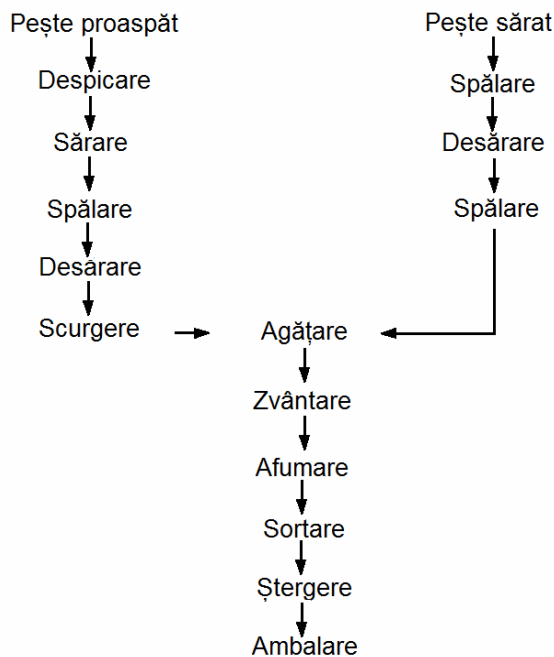 Pește proaspăt
Despicare
Sărare
Spălare
Desărare
Scurgere
Pește sărat
Spălare
Desărare
Spălare
Agățare
Zvântare
Afumare
Sortare
Ștergere
Ambalare